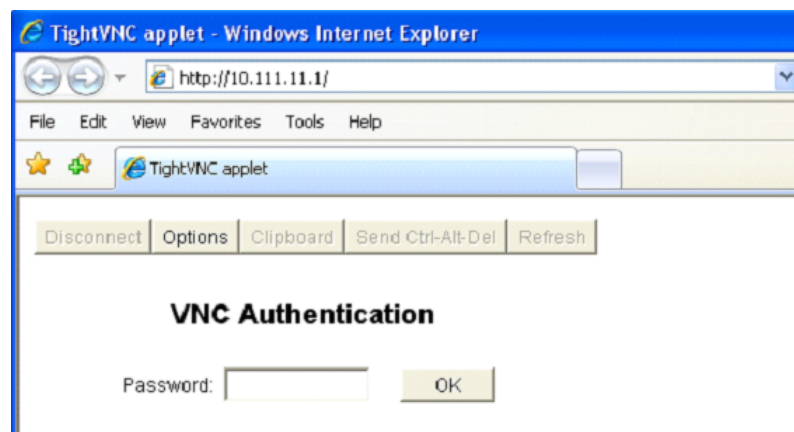 TightVNC applet - Windows Internet Explorer
http://10.111.11.1/
File Edit View Favorites Tools Help
TightVNC applet
Disconnect Options Clipboard Send Ctrl-Alt-Del Refresh
VNC Authentication
Password: OK